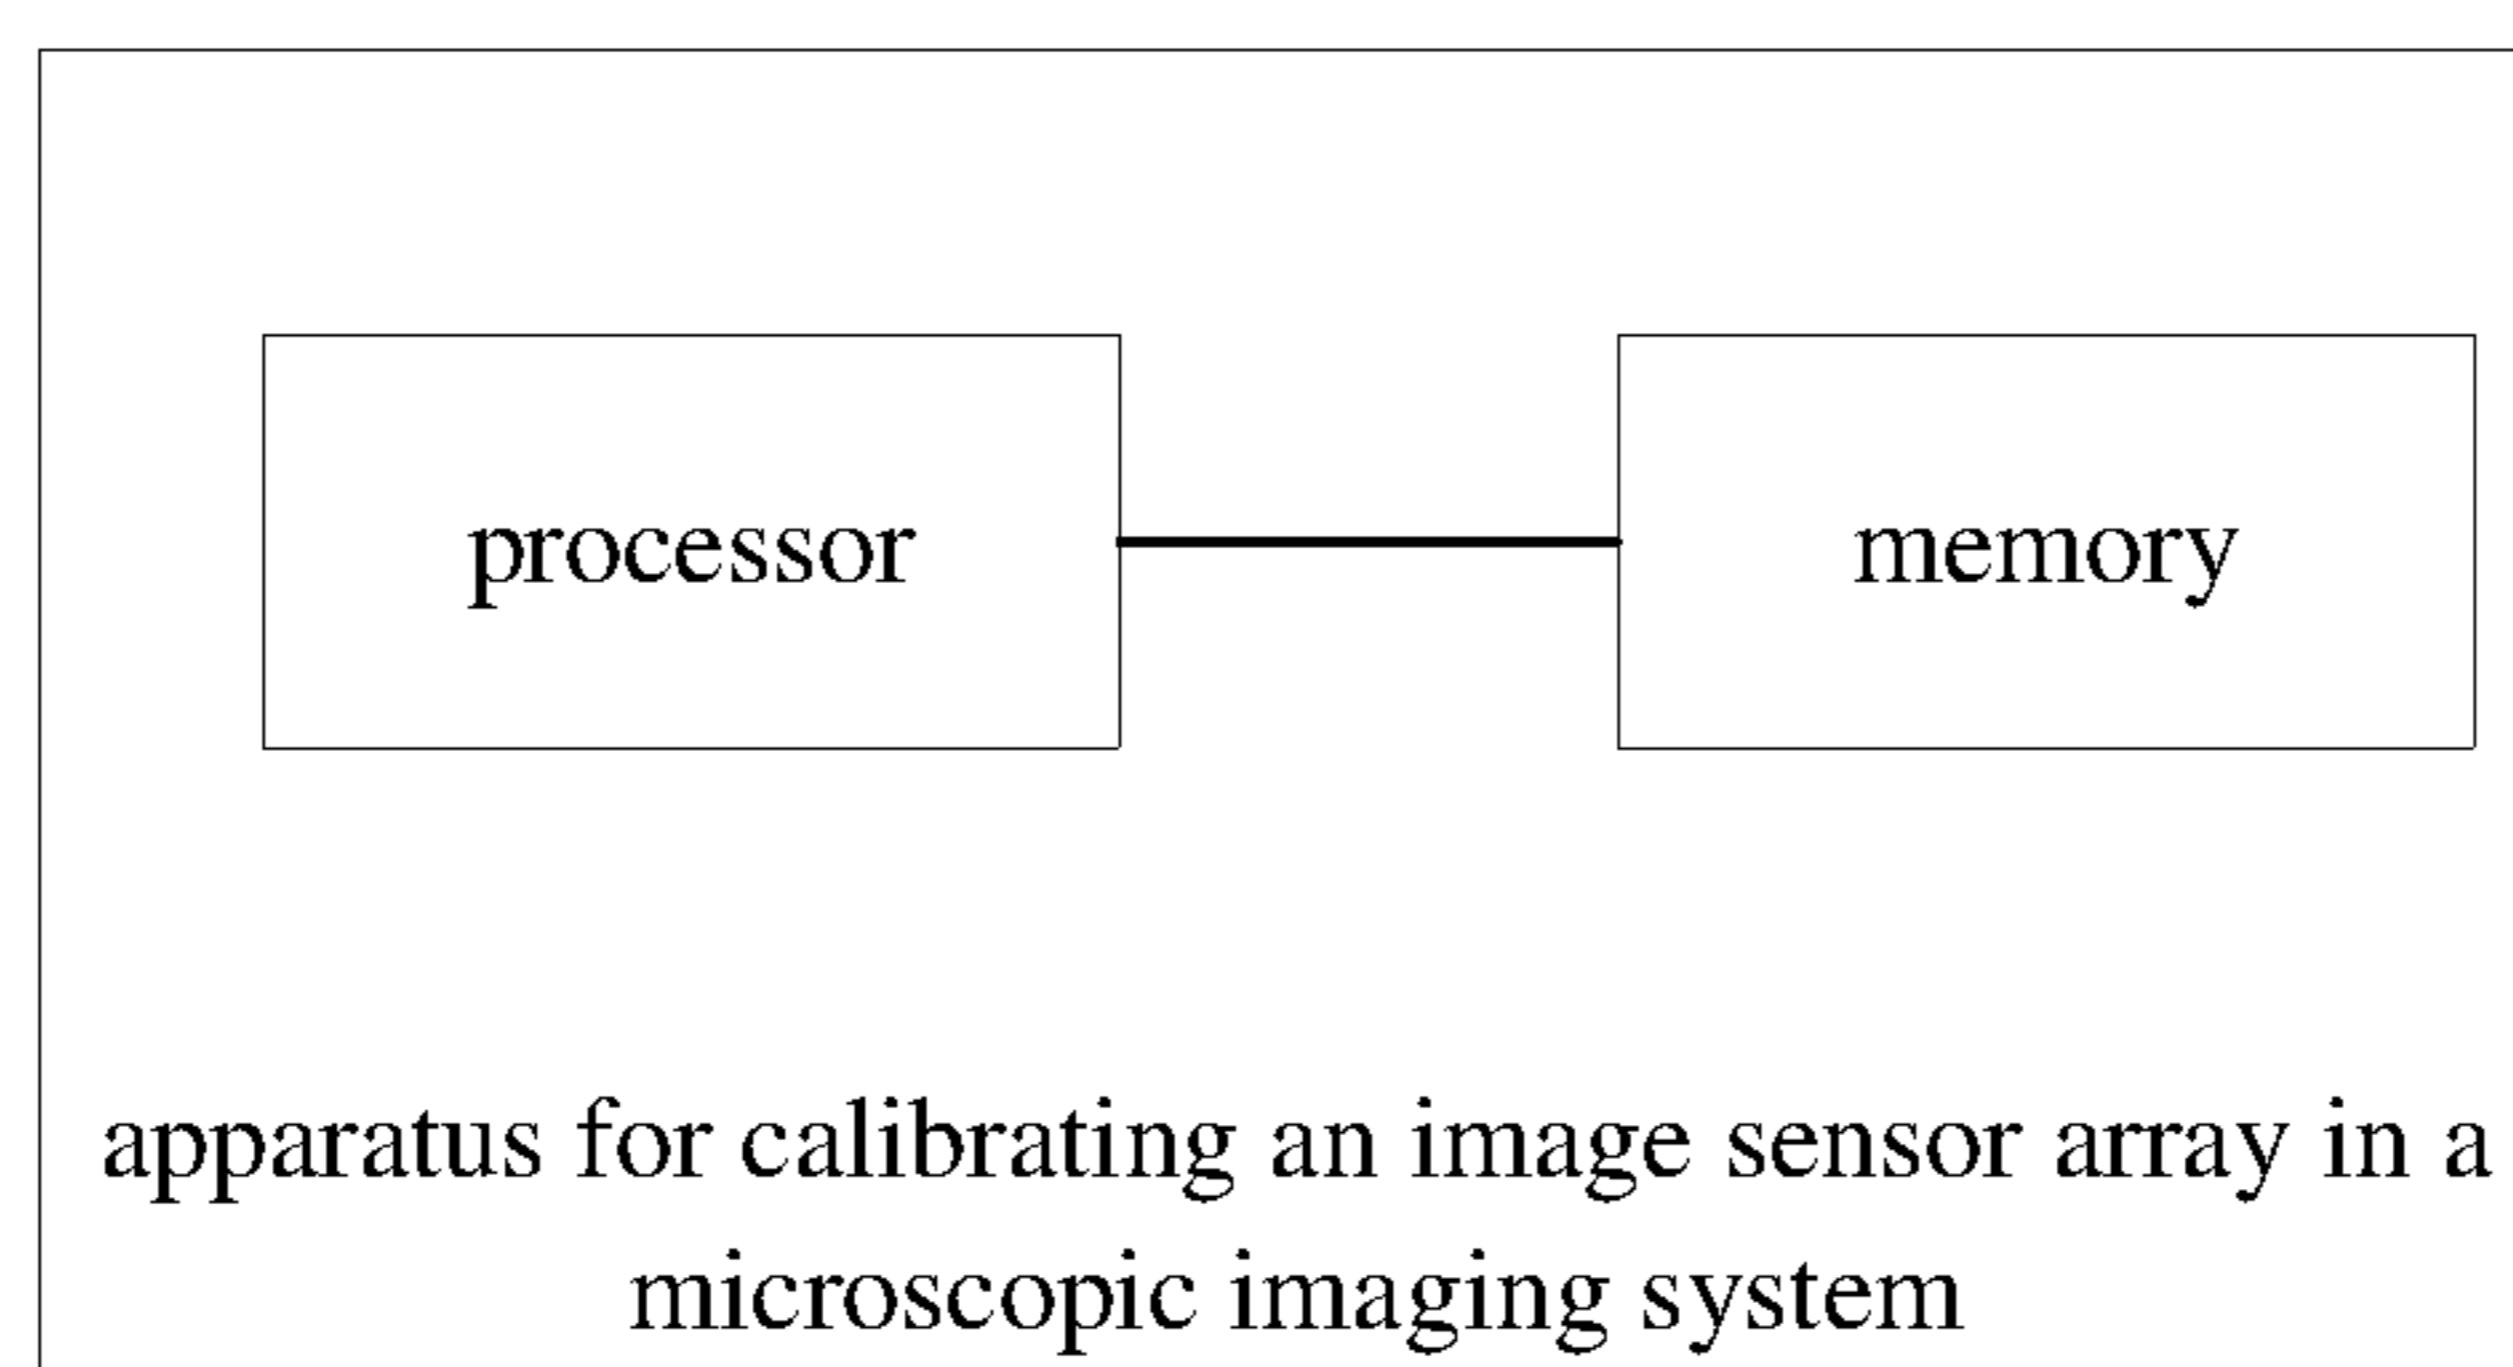 processor
memory
apparatus for calibrating an image sensor array in a
microscopic imaging system